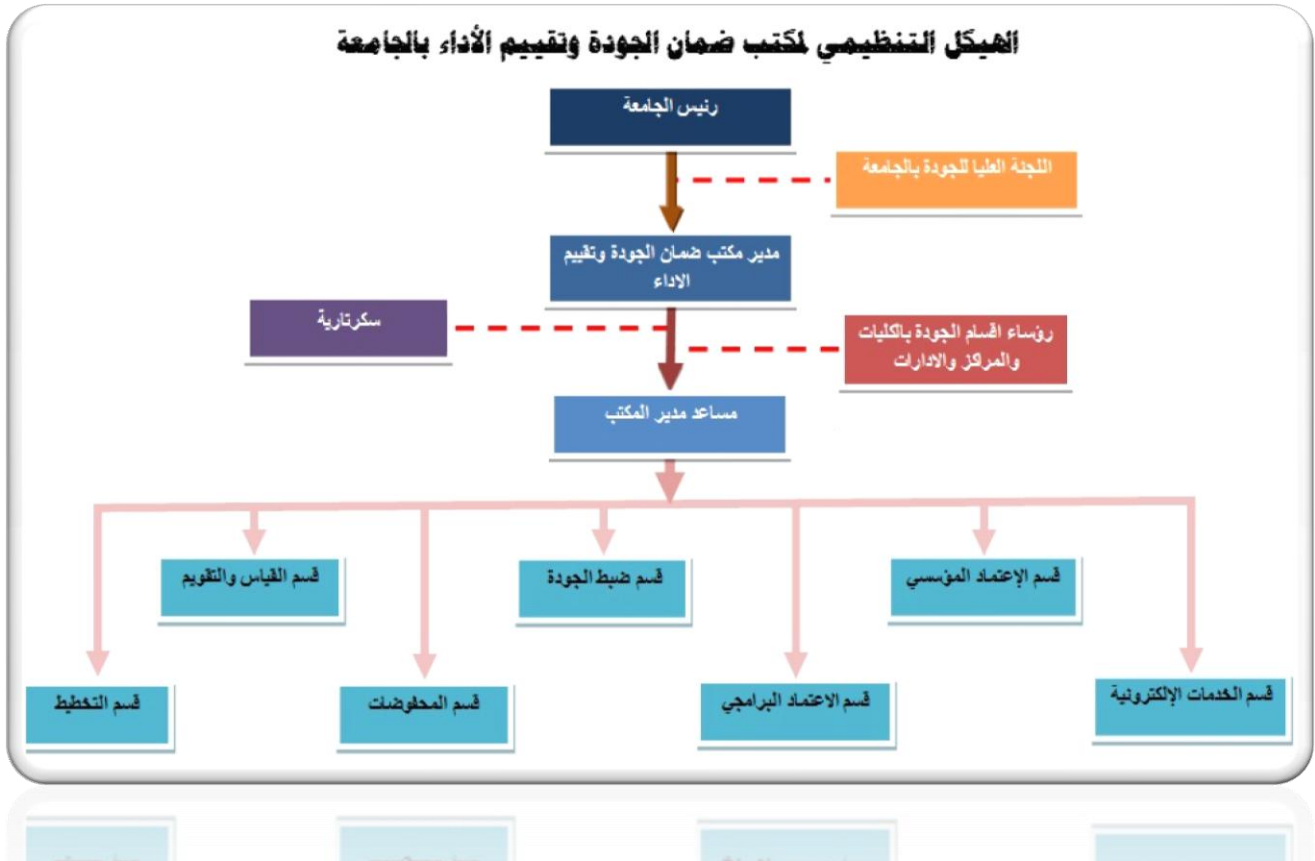 الهيكل التنظيمي لمكتب ضمان الجودة وتقييم الأداء بالجامعة
رئيس الجامعة
اللجنة العليا للجودة بالجامعة
مدير مكتب ضمان الجودة وتقييم
الاداء
سكرتارية
رؤساء اقسام الجودة بالكليات
والمراكز والادارات
مساعد مدير المكتب
قسم الإعتماد المؤسسي
قسم ضبط الجودة
قسم القياس والتقويم
قسم الخدمات الإلكترونية
قسم الاعتماد البرامجي
قسم المحفوضات
قسم التخطيط